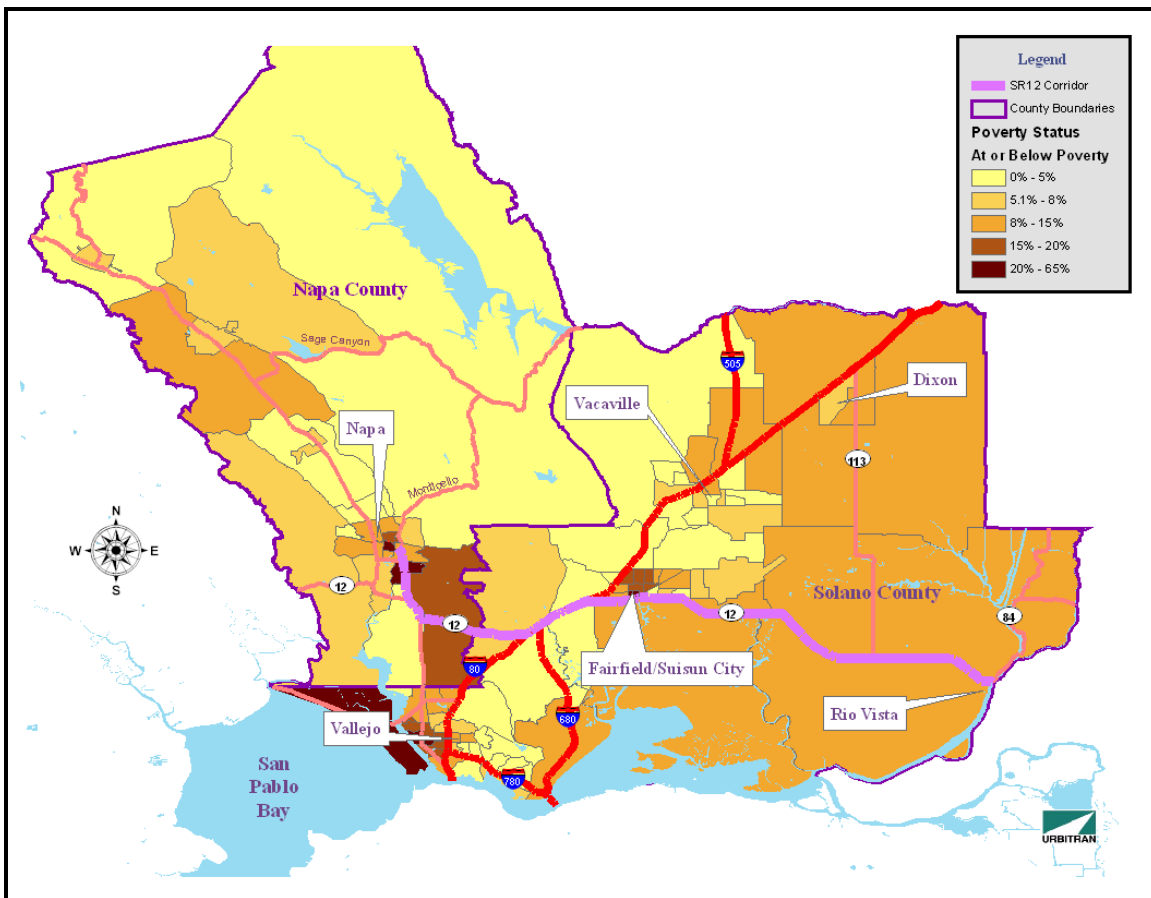 Legend
SR12 Corridor
County Boundaries
Poverty Status
At or Below Poverty
0% - 5%
5.1% - 8%
8% - 15%
15% - 20%
20% - 65%
Napa County
Sage Canyon
505
Dixon
Vacaville
Napa
113
Monticello
N
W
E
S
12
Solano County
12
12
84
80
Fairfield/Suisun City
680
Rio Vista
Vallejo
San
Pablo
Bay
780
URBITRAN